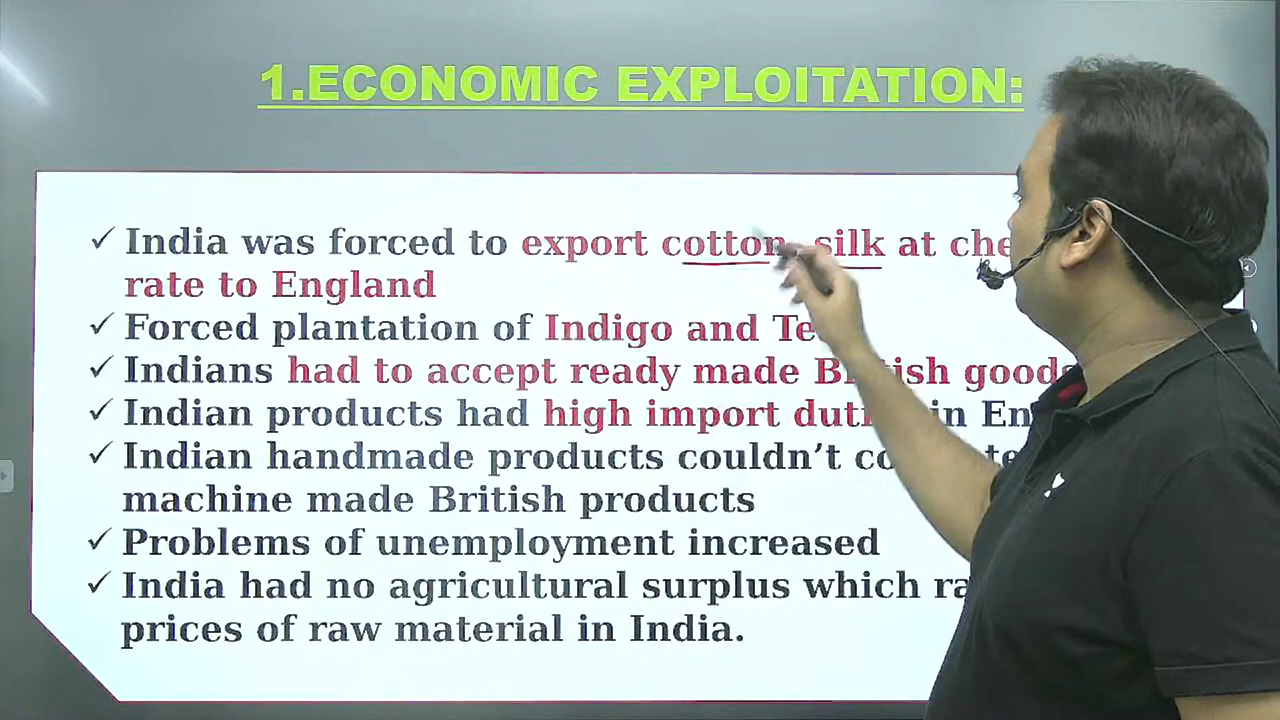 1.ECONOMIC EXPLOITATION:
✓ India was forced to export cotton, silk at
rate to England
✓ Forced plantation of Indigo and
✓ Indians had to accept ready made British goods
✓ Indian products had high import in
✓ Indian handmade products couldn’t
machine made British products
✓ Problems of unemployment increased
✓ India had no agricultural surplus which
prices of raw material in India.